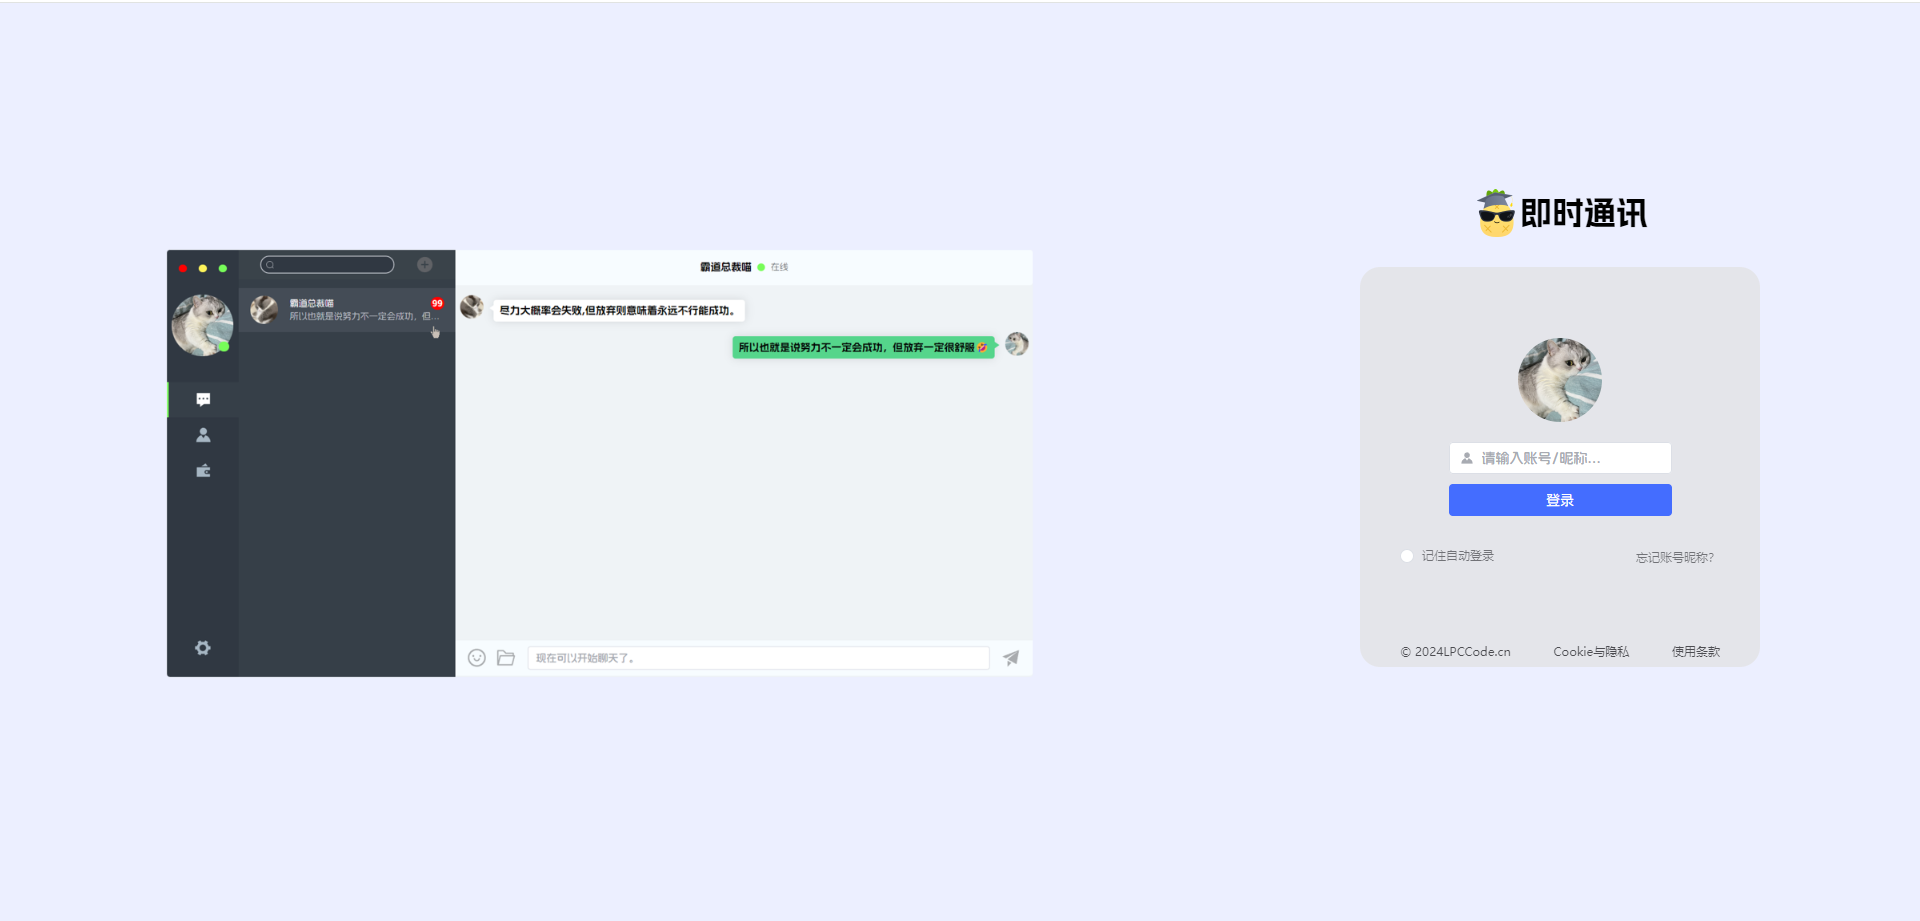 即时通讯
霸道总裁喵
99
所以也就是说努力不一定会成功，但...
霸道总裁喵 在线
尽力大概率会失败,但放弃则意味着永远不行能成功。
所以也就是说努力不一定会成功，但放弃一定很舒服🤣
现在可以开始聊天了。
请输入账号/昵称...
登录
记住自动登录
忘记账号昵称?
© 2024LPCCode.cn
Cookie与隐私
使用条款